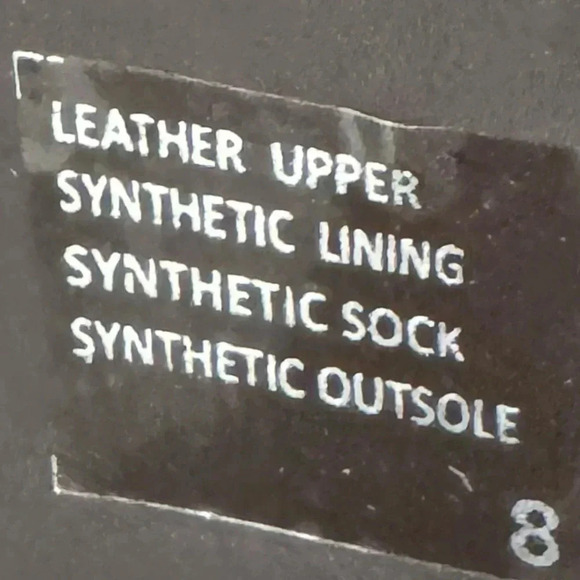 LEATHER UPPER
SYNTHETIC LINING
SYNTHETIC SOCK
SYNTHETIC OUTSOLE
8